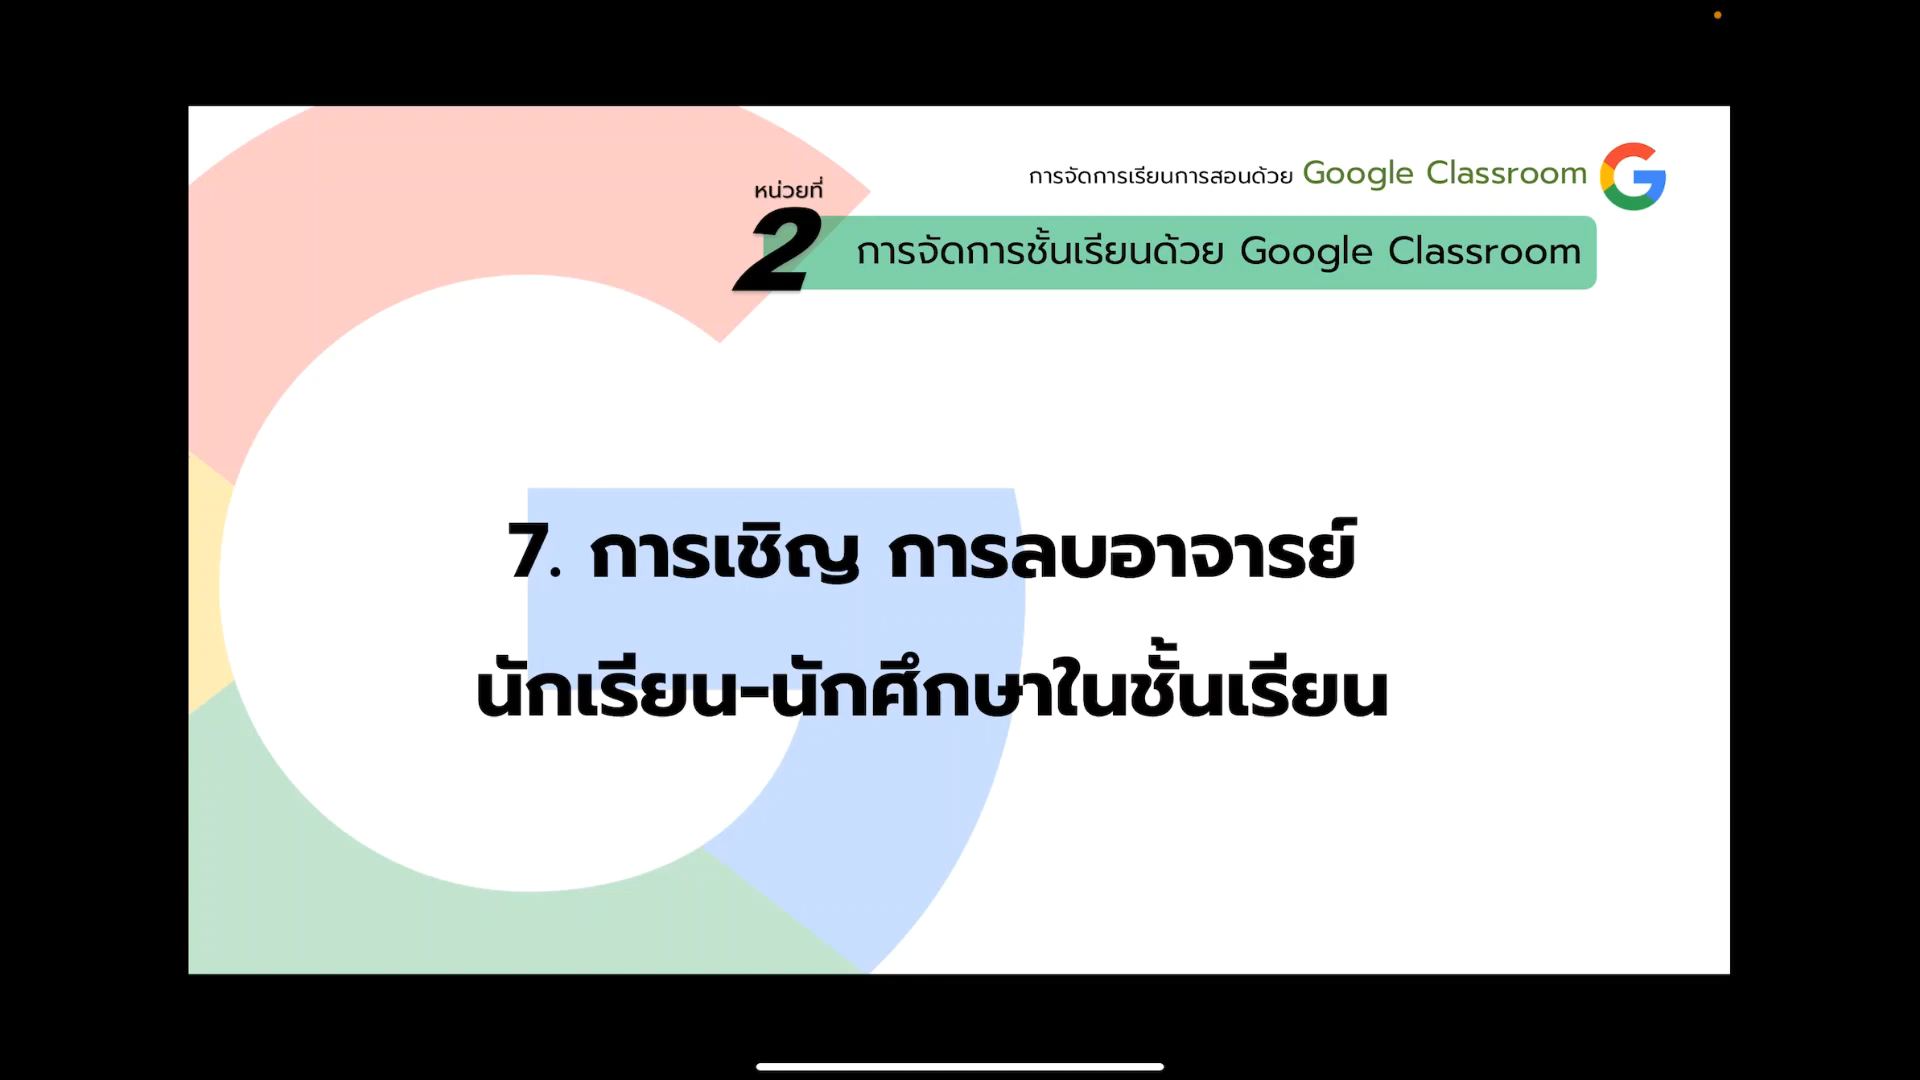 การจัดการเรียนการสอนด้วย Google Classroom
หน่วยที่
2 การจัดการชั้นเรียนด้วย Google Classroom
7. การเชิญ การลบอาจารย์
นักเรียน-นักศึกษาในชั้นเรียน